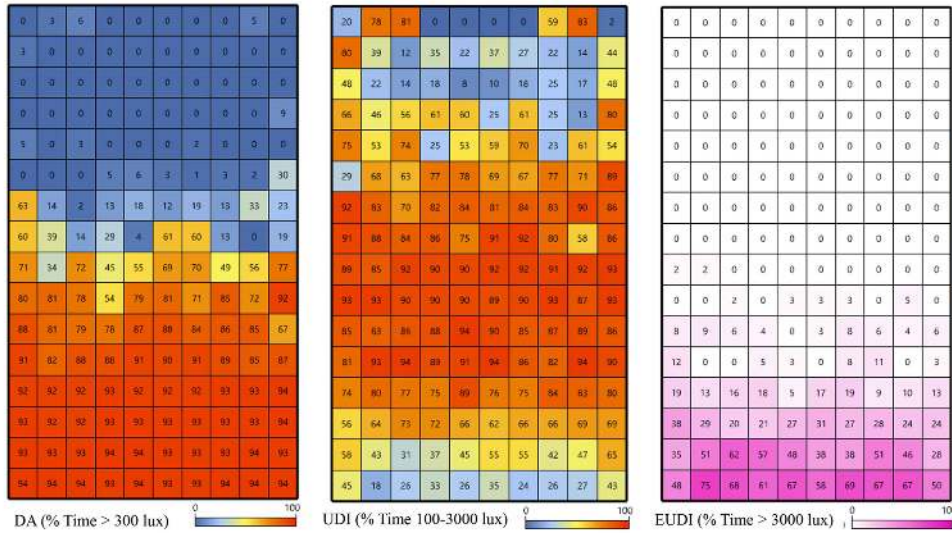 0 3 6 0 0 0 0 0 5 0
3 0 0 0 0 0 0 0 0 0
0 0 0 0 0 0 0 0 0 0
0 0 0 0 0 0 0 0 0 9
5 0 3 0 0 0 2 0 0 0
0 0 0 5 6 3 1 3 2 30
63 14 2 13 18 12 19 13 33 23
60 39 14 29 4 61 60 13 0 19
71 34 72 45 55 69 70 49 56 77
80 81 78 54 79 81 71 85 72 92
88 81 79 78 87 88 84 86 85 67
91 82 88 88 91 90 91 89 85 87
92 92 92 93 92 92 93 93 93 94
93 92 92 93 93 93 93 94 93 94
93 93 94 93 93 93 93 94 94 93
94 94 94 94 94 94 94 94 94 94
DA (% Time > 300 lux)
0 100
20 78 81 0 0 0 0 59 83 2
80 39 12 35 22 37 27 22 14 44
48 22 14 18 8 10 18 25 17 48
66 46 56 61 60 25 61 25 13 80
75 53 74 25 53 59 70 23 61 54
29 68 63 77 78 69 76 77 71 89
92 83 70 82 84 81 84 83 90 86
91 88 84 86 75 91 92 80 58 86
89 85 92 90 90 90 91 92 92 93
93 93 90 90 90 89 90 93 87 93
85 63 86 88 94 90 85 87 89 86
81 93 94 89 91 94 86 82 94 90
74 80 77 75 89 76 75 84 83 80
56 64 73 72 66 62 66 66 69 69
58 43 31 37 45 55 55 42 47 65
45 18 26 33 26 35 24 26 27 43
UDI (% Time 100-3000 lux)
0 100
0 0 0 0 0 0 0 0 0 0
0 0 0 0 0 0 0 0 0 0
0 0 0 0 0 0 0 0 0 0
0 0 0 0 0 0 0 0 0 0
0 0 0 0 0 0 0 0 0 0
0 0 0 0 0 0 0 0 0 0
0 0 0 0 0 0 0 0 0 0
0 0 0 0 0 0 0 0 0 0
2 2 0 0 0 0 0 0 0 0
0 0 2 0 3 3 3 0 5 0
8 9 6 4 0 3 8 6 4 6
12 0 0 5 3 0 8 11 0 3
19 13 16 18 5 17 19 9 10 13
38 29 20 21 27 31 27 28 24 24
35 51 62 57 48 38 38 51 46 28
48 75 68 61 67 58 69 67 67 50
EUDI (% Time > 3000 lux)